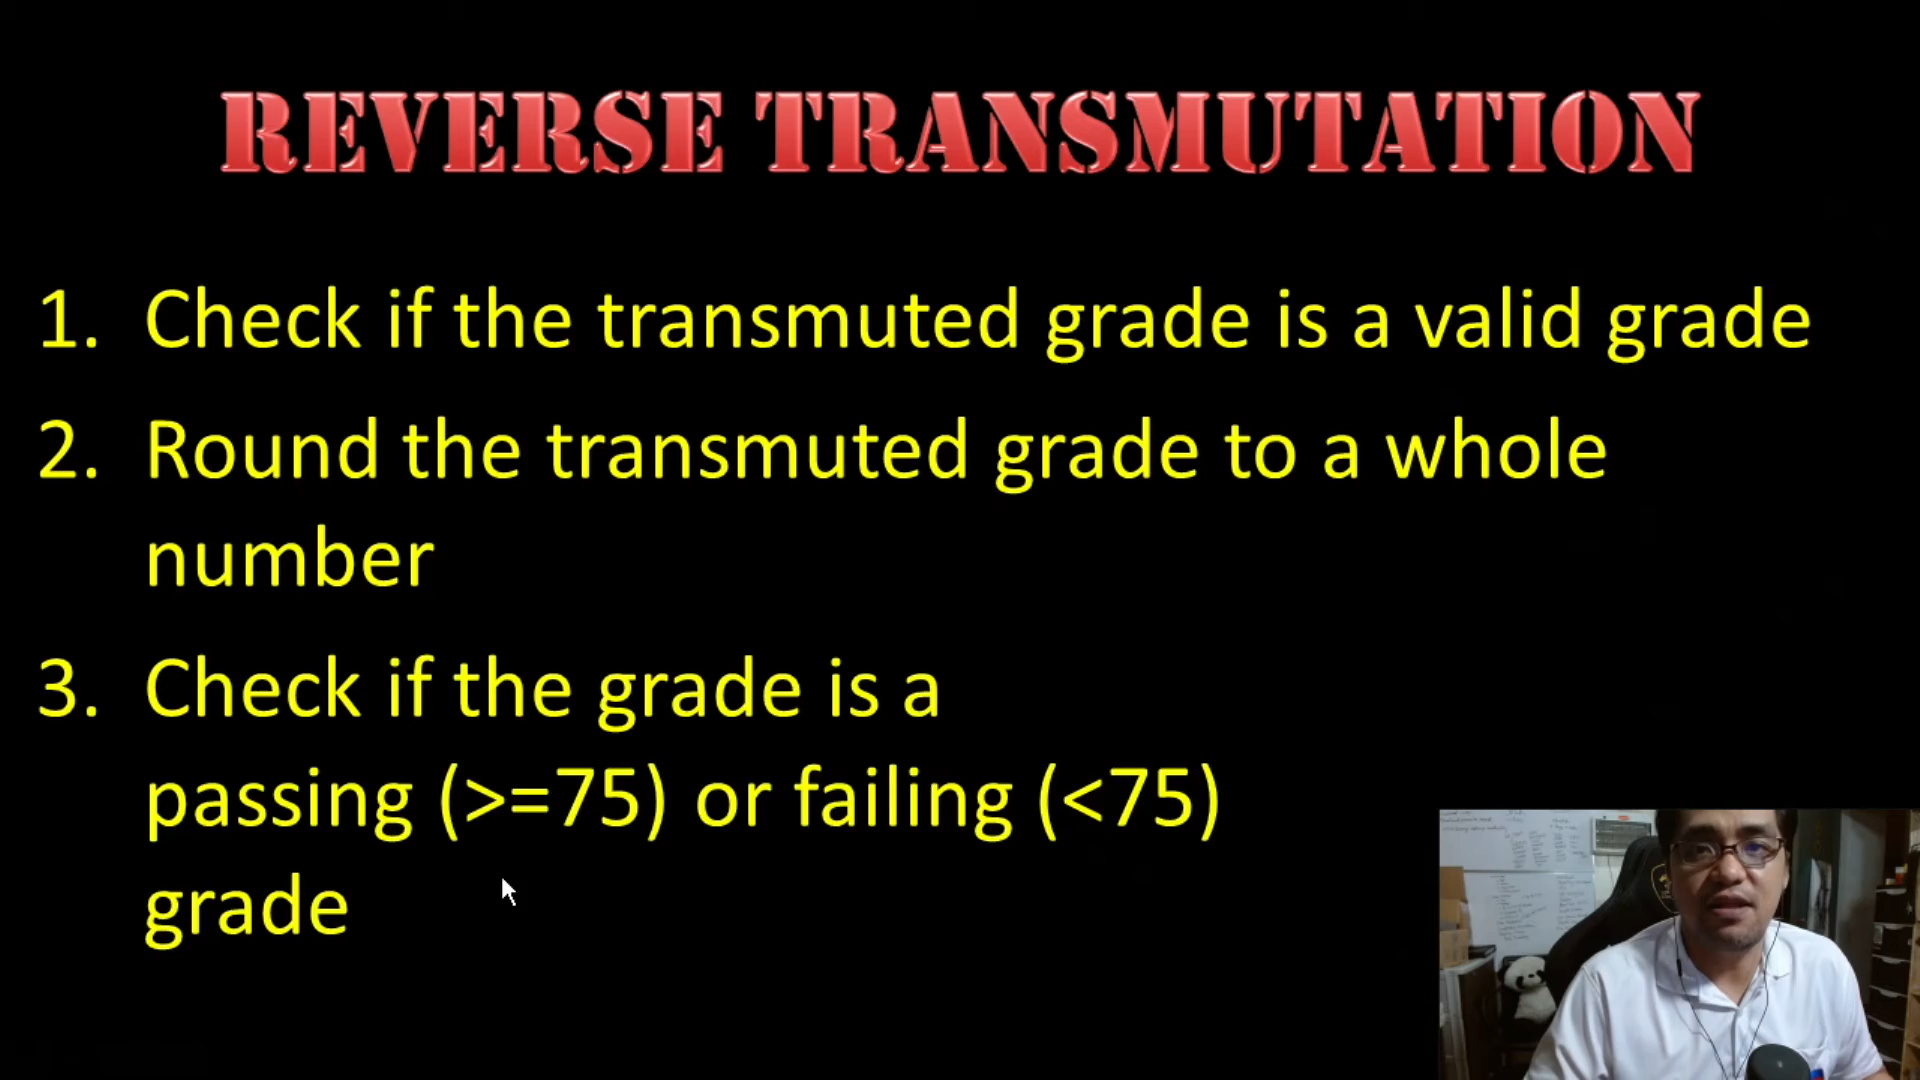 REVERSE TRANSMUTATION
1. Check if the transmuted grade is a valid grade
2. Round the transmuted grade to a whole
number
3. Check if the grade is a
passing (>=75) or failing (<75)
grade